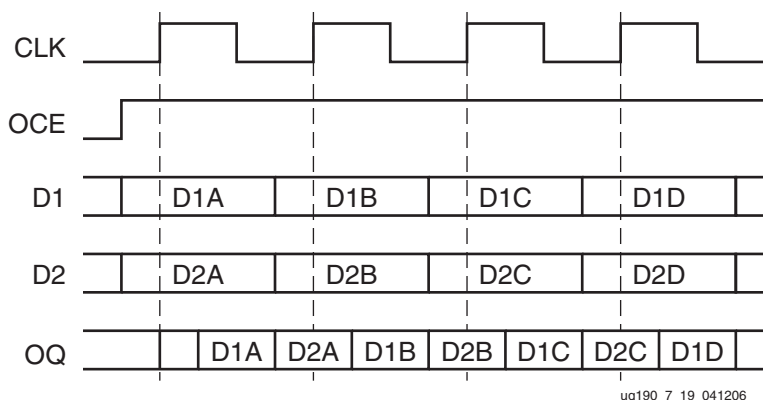 CLK
OCE
D1 D1A D1B D1C D1D
D2 D2A D2B D2C D2D
OQ D1A D2A D1B D2B D1C D2C D1D
ug190_7_19_041206